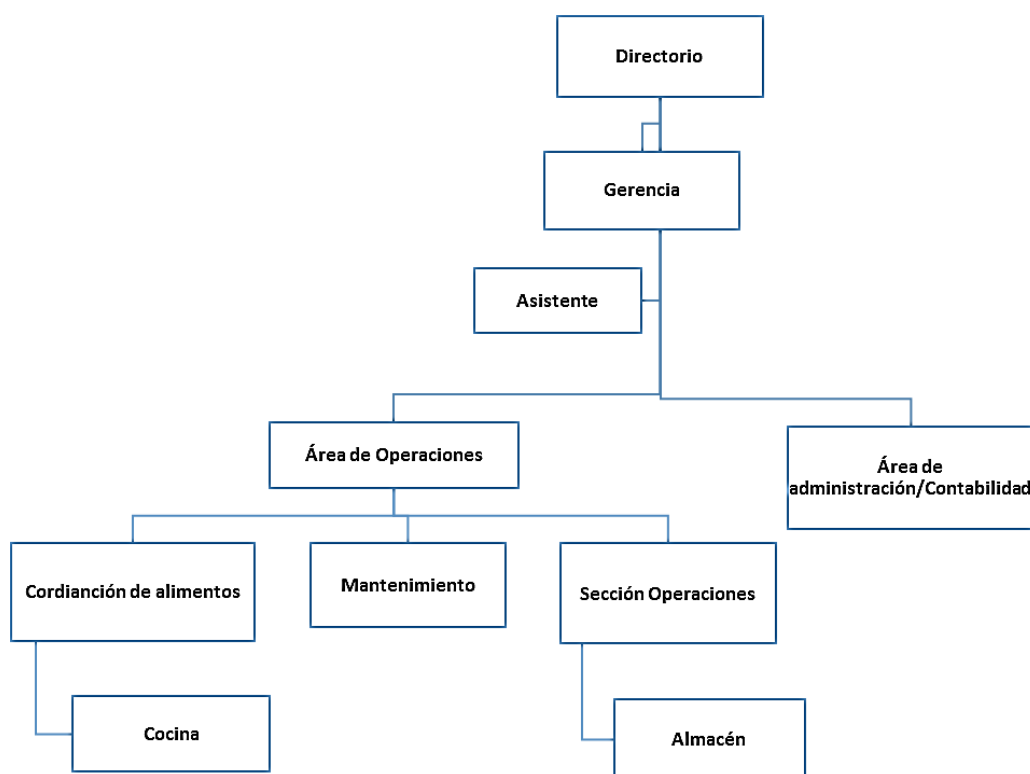 Directorio
Gerencia
Asistente
Área de Operaciones
Área de
administración/Contabilidad
Cordianción de alimentos
Mantenimiento
Sección Operaciones
Cocina
Almacén